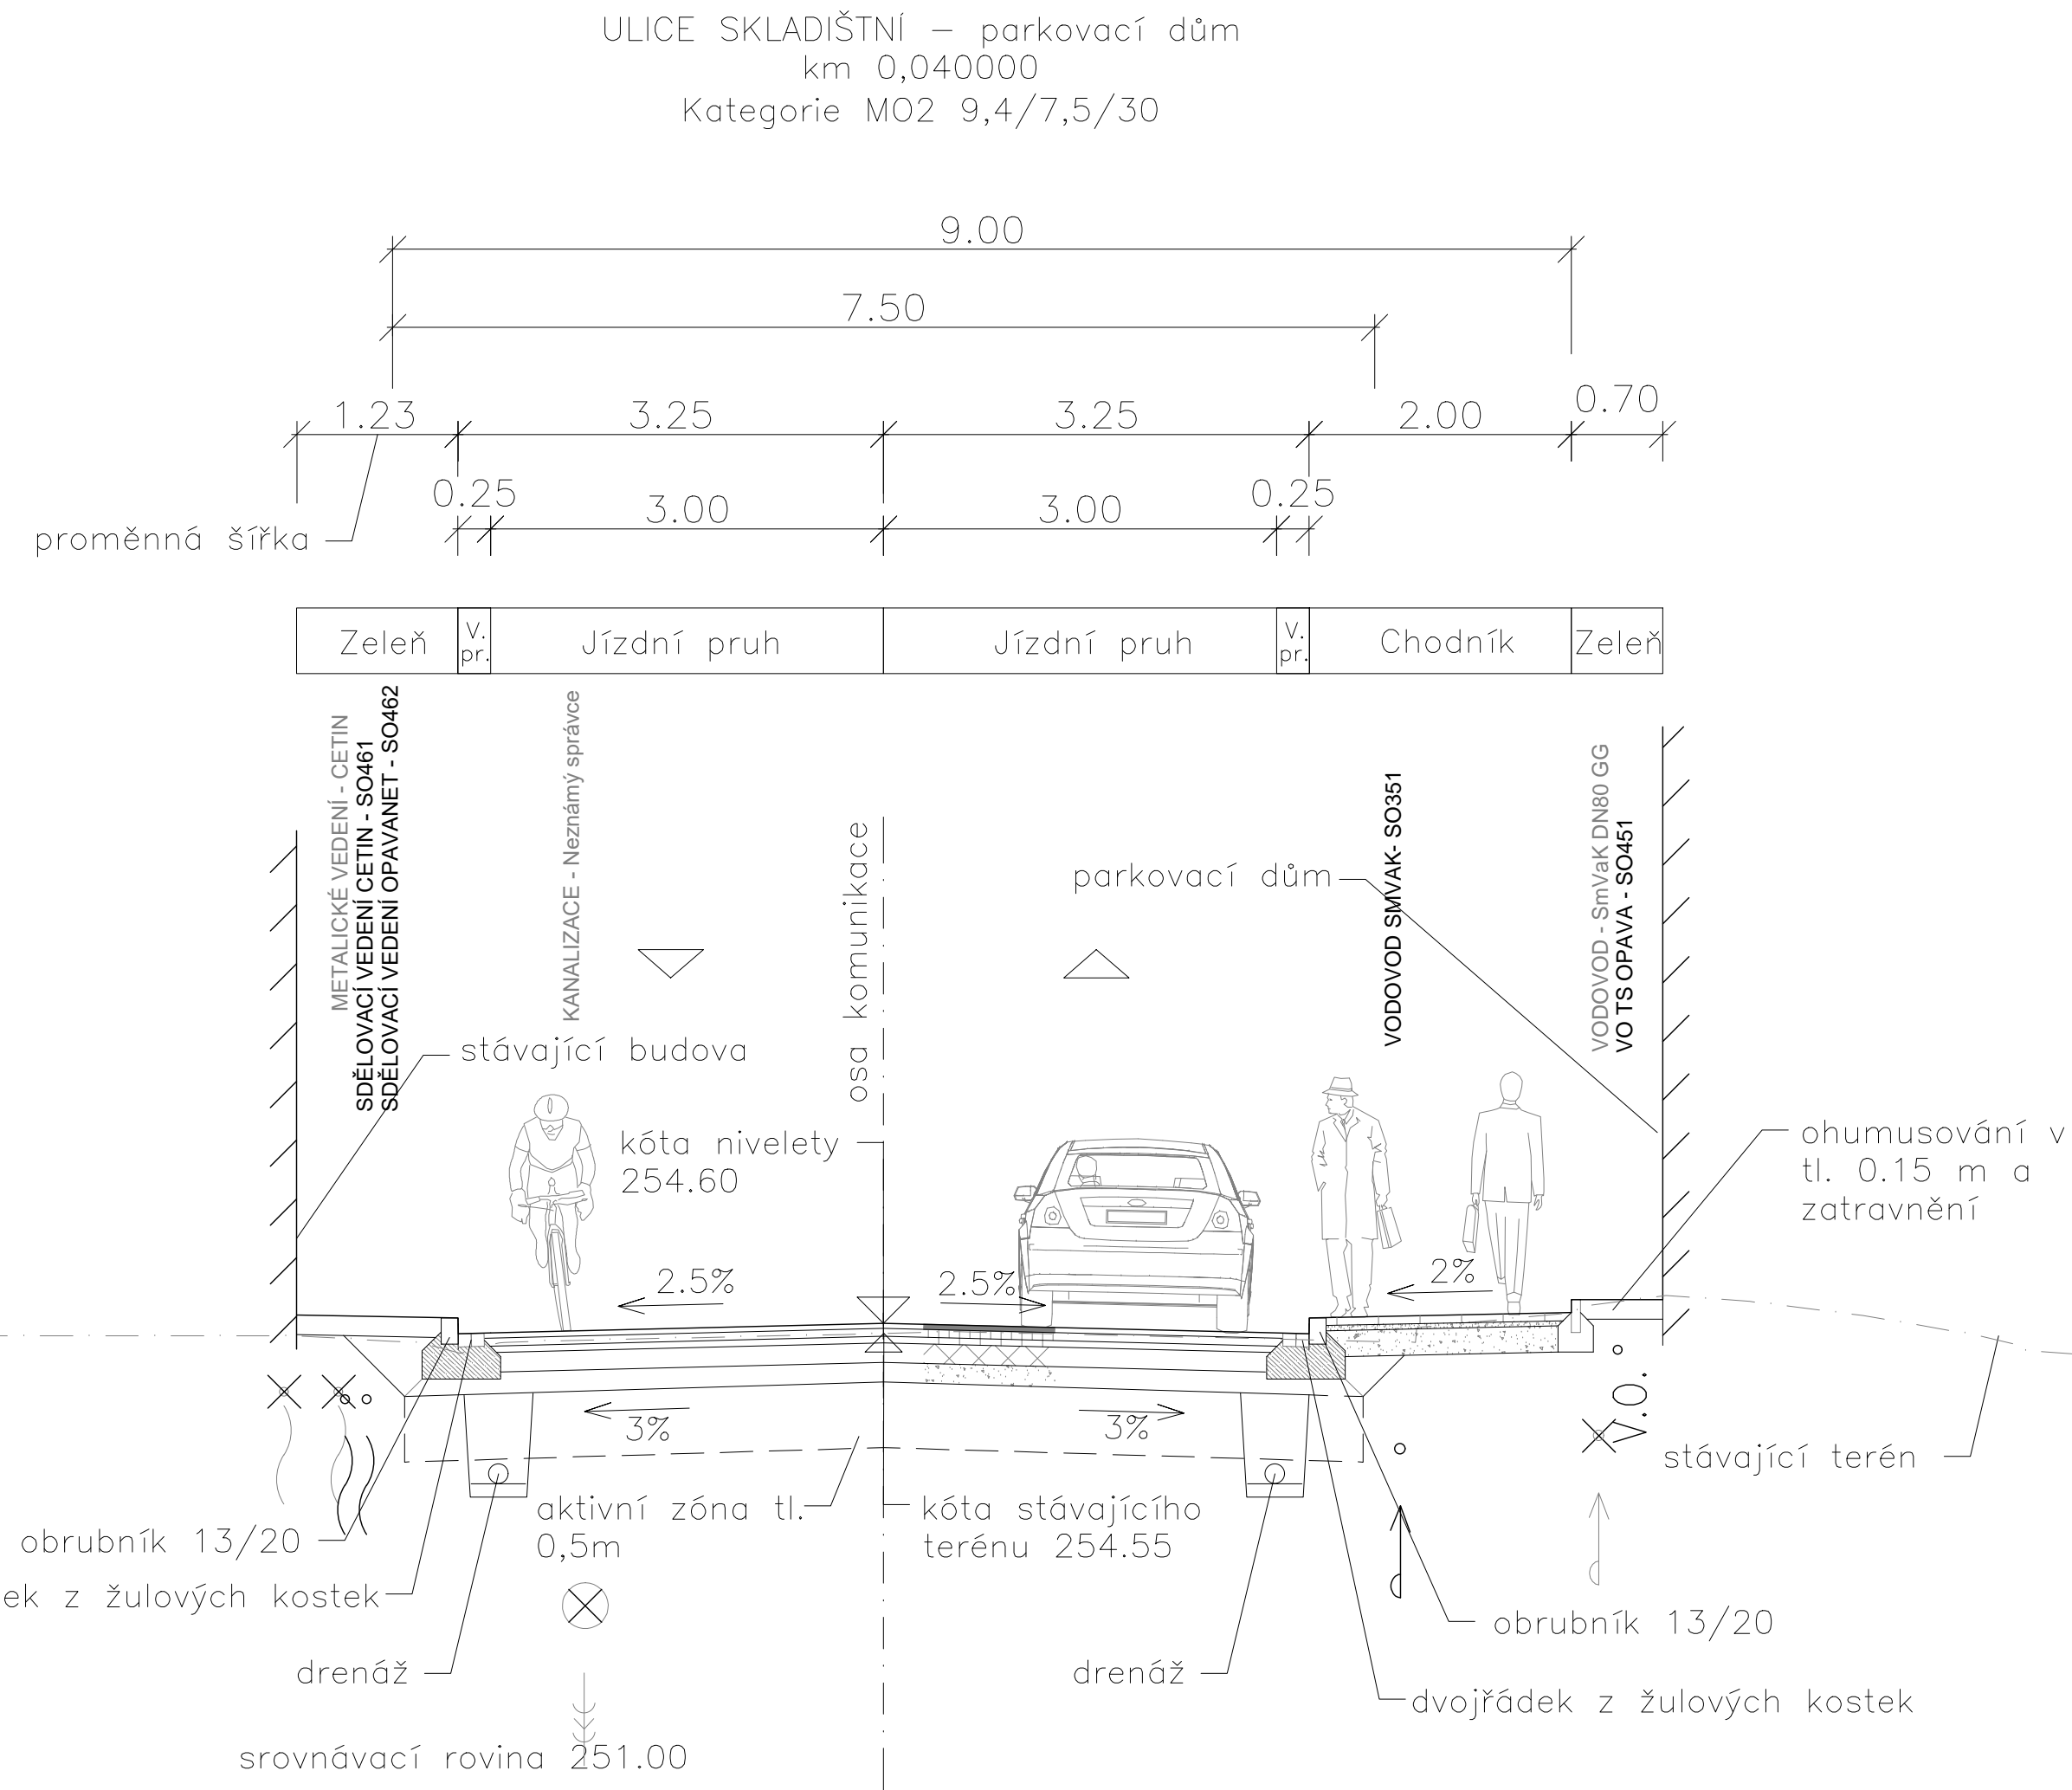 ULICE SKLADIŠTNÍ – parkovací dům
km 0,040000
Kategorie MO2 9,4/7,5/30
9.00
7.50
1.23
3.25
3.25
2.00
0.70
0.25
3.00
3.00
0.25
proměnná šířka
Zeleň
V.
pr.
Jízdní pruh
Jízdní pruh
V.
pr.
Chodník
Zeleň
METALICKÉ VEDENÍ - CETIN
SDĚLOVACÍ VEDENÍ CETIN - SO461
SDĚLOVACÍ VEDENÍ OPAVANET - SO462
KANALIZACE - Neznámý správce
osa komunikace
VODOVOD SMVAK- SO351
VODOVOD - SmVaK DN80 GG
VO TS OPAVA - SO451
parkovací dům
stávající budova
kóta nivelety
254.60
ohumusování v
tl. 0.15 m a
zatravnění
2.5%
2.5%
2%
3%
3%
V.O.
stávající terén
aktivní zóna tl.
0,5m
kóta stávajícího
terénu 254.55
obrubník 13/20
ek z žulových kostek
obrubník 13/20
drenáž
drenáž
dvojřádek z žulových kostek
srovnávací rovina 251.00